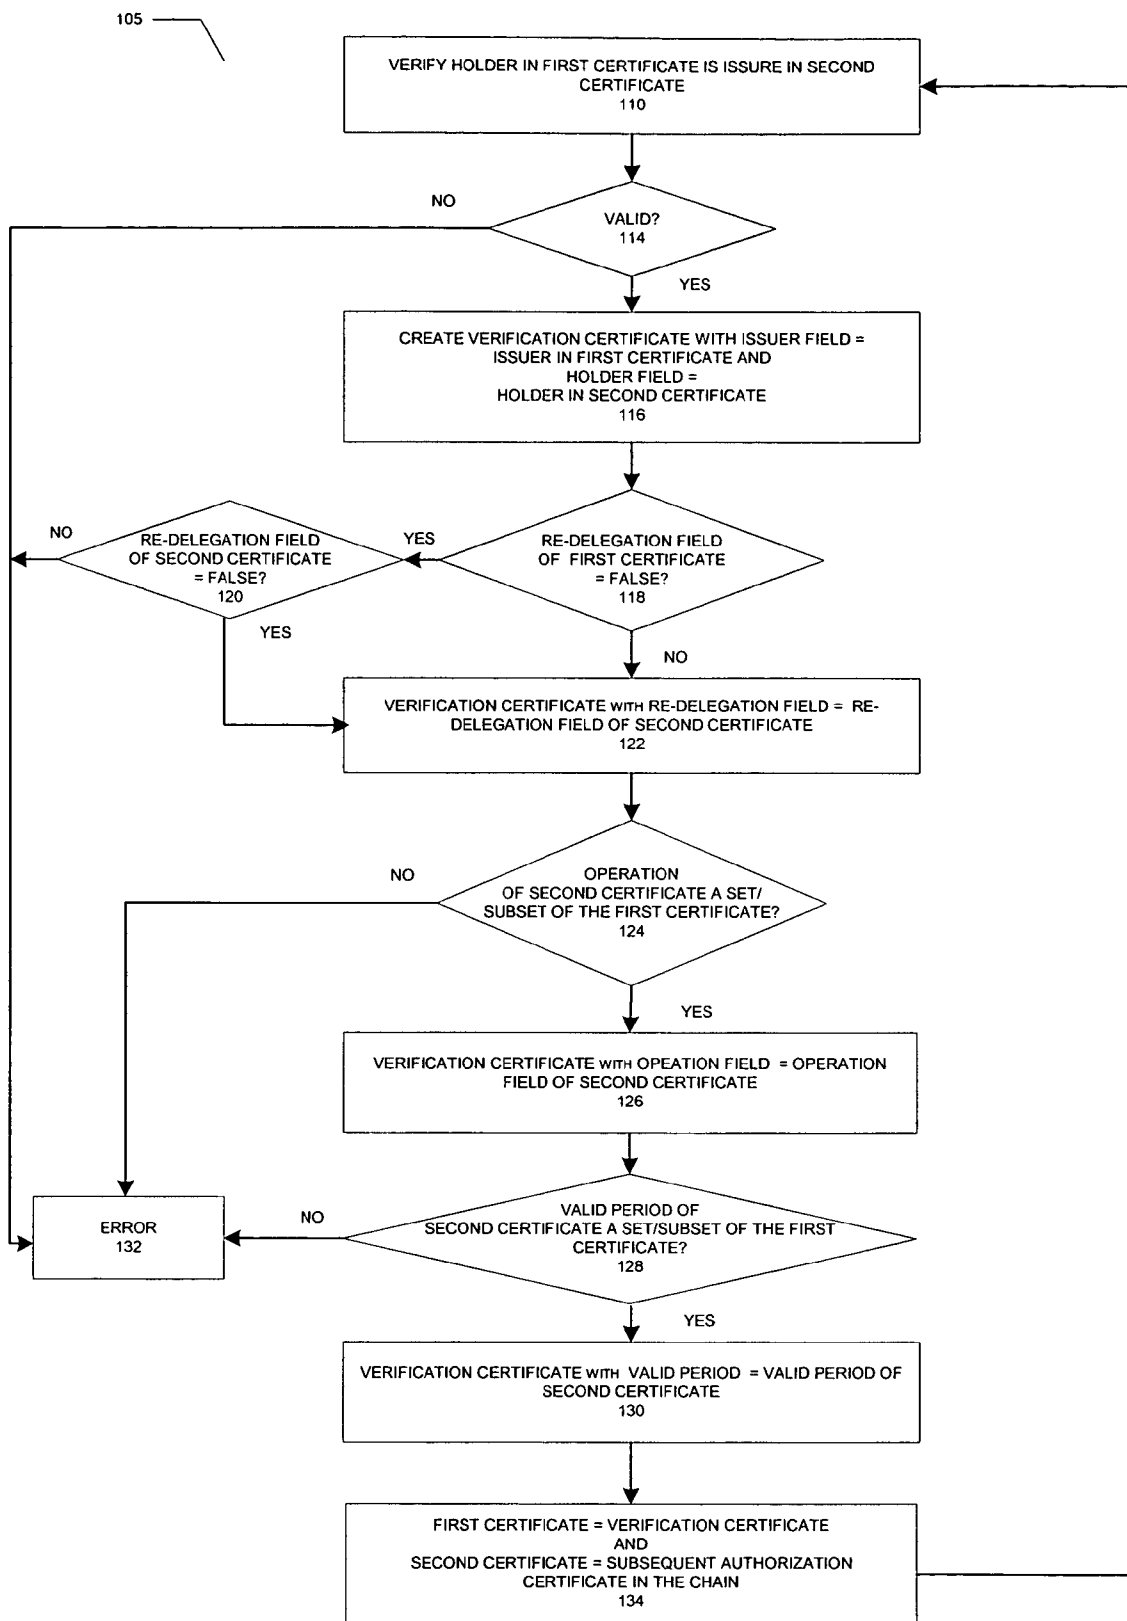 105
VERIFY HOLDER IN FIRST CERTIFICATE IS ISSURE IN SECOND
CERTIFICATE
110
NO
VALID?
114
YES
CREATE VERIFICATION CERTIFICATE WITH ISSUER FIELD =
ISSUER IN FIRST CERTIFICATE AND
HOLDER FIELD =
HOLDER IN SECOND CERTIFICATE
116
NO
RE-DELEGATION FIELD
OF SECOND CERTIFICATE
= FALSE?
120
YES
YES
RE-DELEGATION FIELD
OF FIRST CERTIFICATE
= FALSE?
118
NO
VERIFICATION CERTIFICATE WITH RE-DELEGATION FIELD = RE-
DELEGATION FIELD OF SECOND CERTIFICATE
122
NO
OPERATION
OF SECOND CERTIFICATE A SET/
SUBSET OF THE FIRST CERTIFICATE?
124
YES
VERIFICATION CERTIFICATE WITH OPEATION FIELD = OPERATION
FIELD OF SECOND CERTIFICATE
126
ERROR
132
NO
VALID PERIOD OF
SECOND CERTIFICATE A SET/SUBSET OF THE FIRST
CERTIFICATE?
128
YES
VERIFICATION CERTIFICATE WITH VALID PERIOD = VALID PERIOD OF
SECOND CERTIFICATE
130
FIRST CERTIFICATE = VERIFICATION CERTIFICATE
AND
SECOND CERTIFICATE = SUBSEQUENT AUTHORIZATION
CERTIFICATE IN THE CHAIN
134